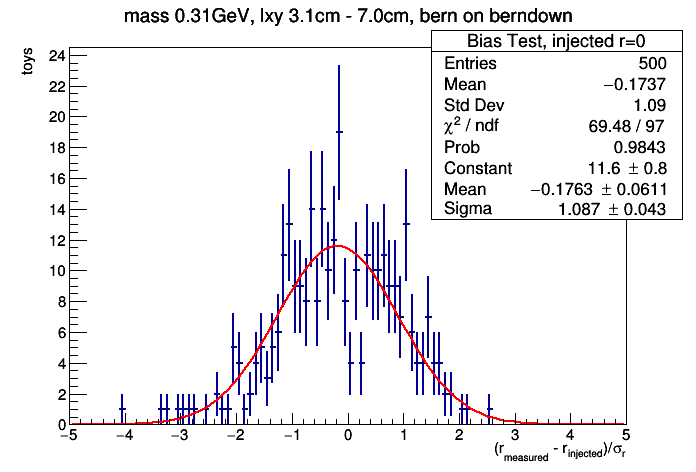 mass 0.31GeV, lxy 3.1cm - 7.0cm, bern on berndown
Bias Test, injected r=0
Entries 500
Mean −0.1737
Std Dev 1.09
χ² / ndf 69.48 / 97
Prob 0.9843
Constant 11.6 ± 0.8
Mean −0.1763 ± 0.0611
Sigma 1.087 ± 0.043
toys
24
22
20
18
16
14
12
10
8
6
4
2
0
−5 −4 −3 −2 −1 0 1 2 3 4 5
(r_measured - r_injected)/σ_r